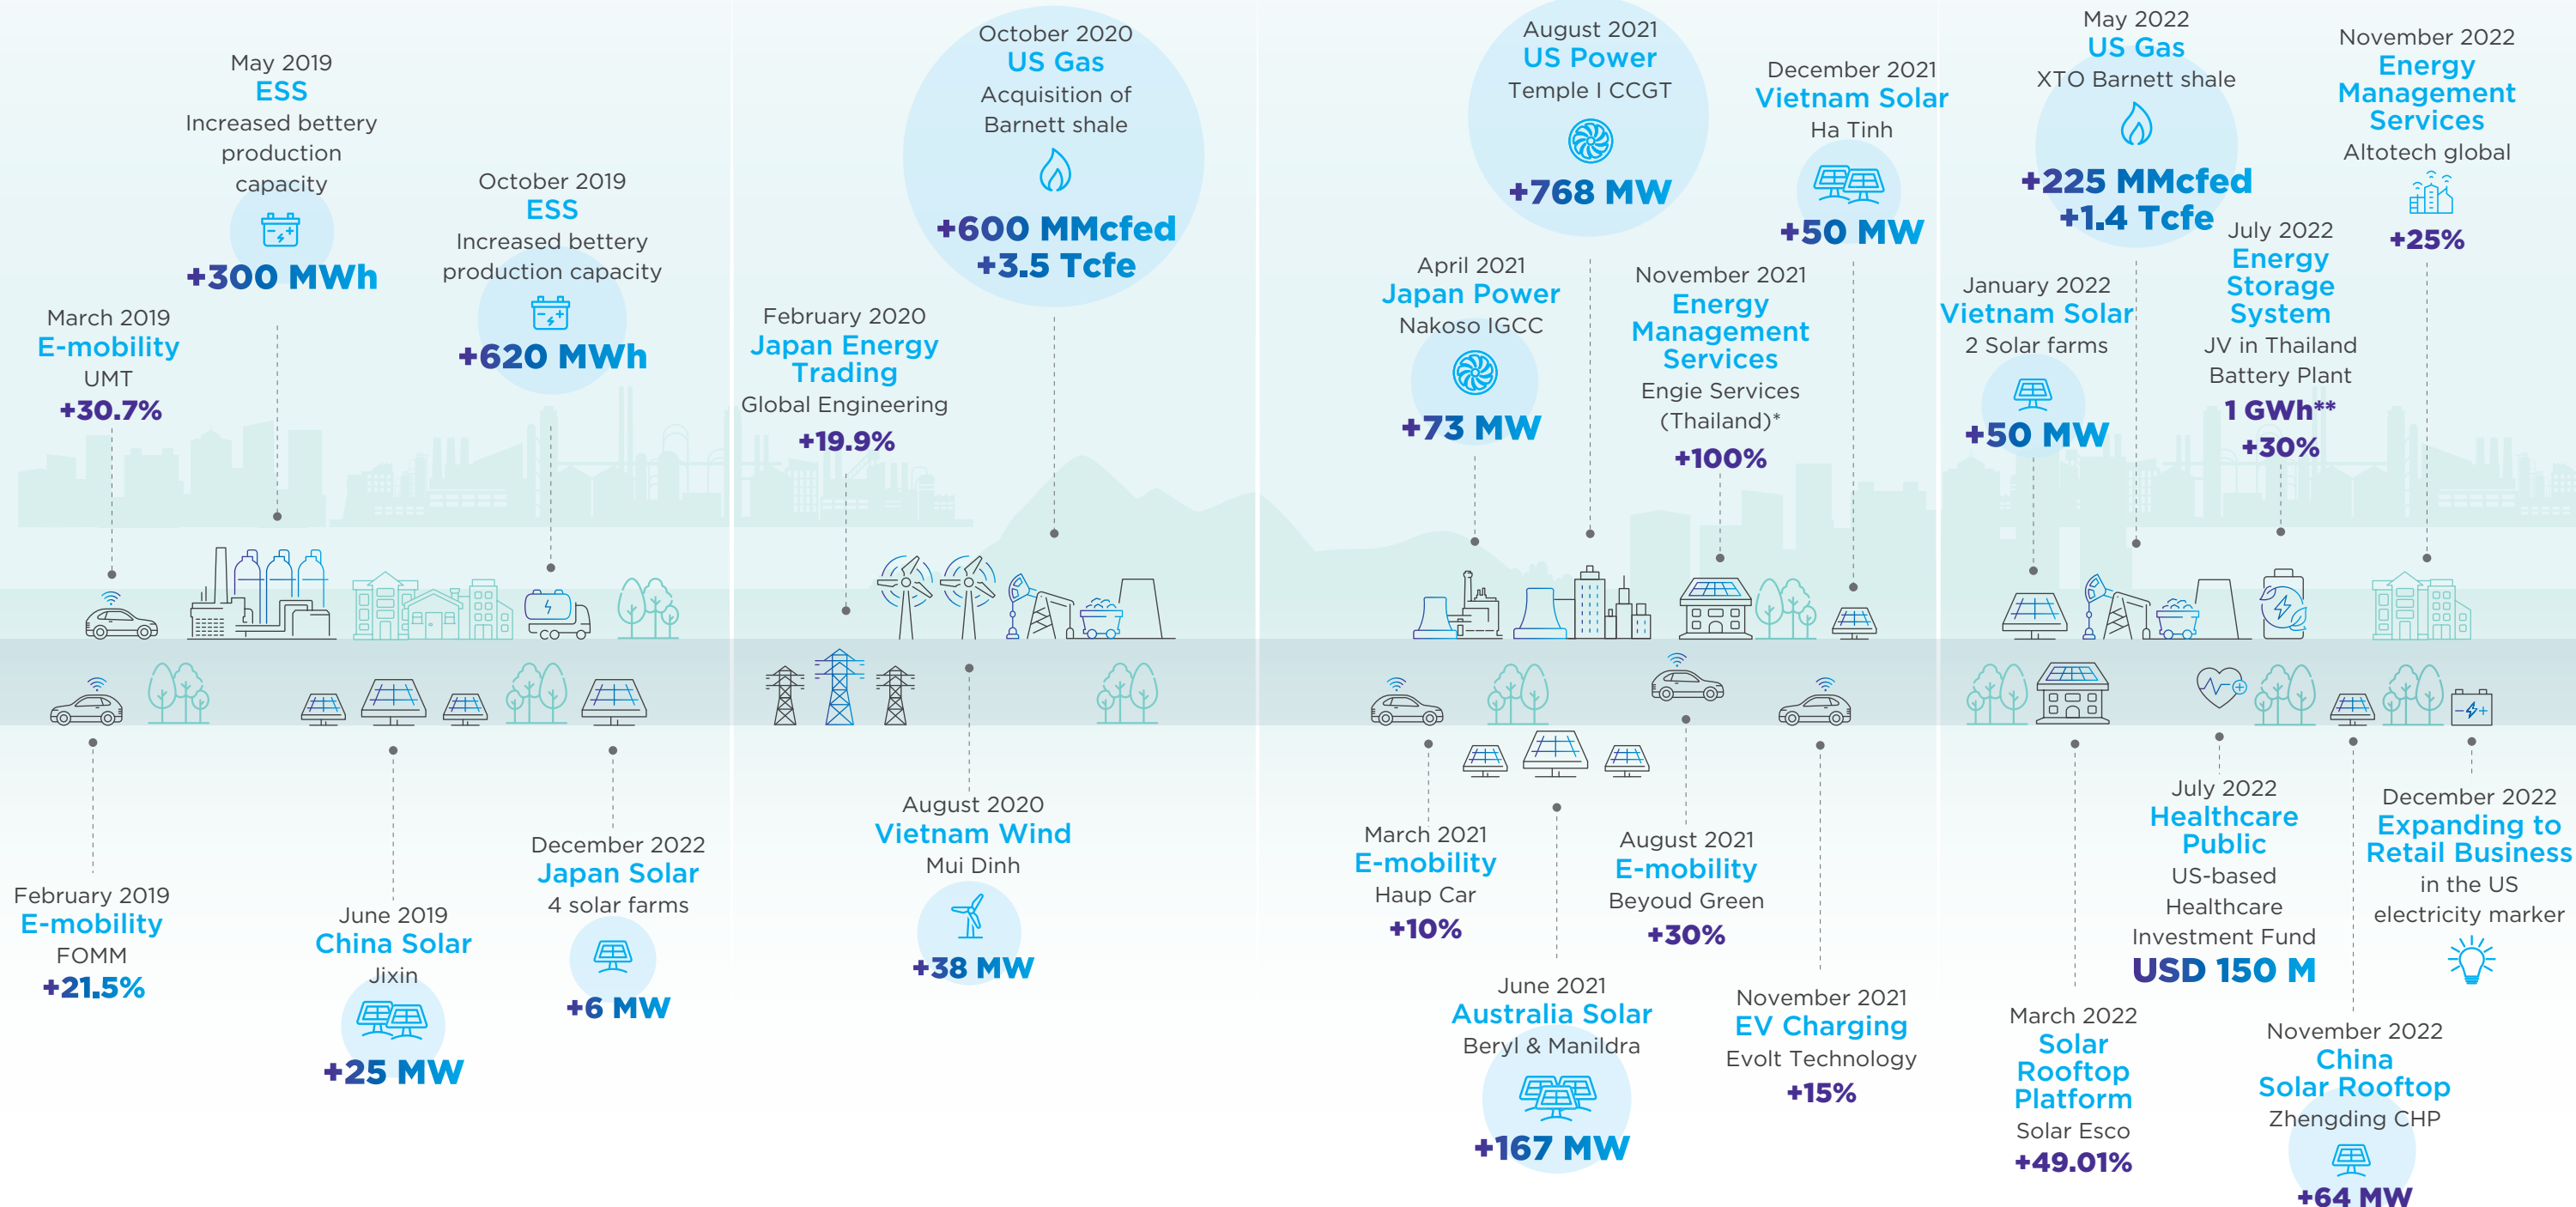 March 2019
E-mobility
UMT
+30.7%
May 2019
ESS
Increased bettery
production
capacity
+300 MWh
October 2019
ESS
Increased bettery
production capacity
+620 MWh
February 2019
E-mobility
FOMM
+21.5%
June 2019
China Solar
Jixin
+25 MW
December 2022
Japan Solar
4 solar farms
+6 MW
February 2020
Japan Energy
Trading
Global Engineering
+19.9%
October 2020
US Gas
Acquisition of
Barnett shale
+600 MMcfed
+3.5 Tcfe
August 2020
Vietnam Wind
Mui Dinh
+38 MW
April 2021
Japan Power
Nakoso IGCC
+73 MW
August 2021
US Power
Temple I CCGT
+768 MW
November 2021
Energy
Management
Services
Engie Services
(Thailand)*
+100%
December 2021
Vietnam Solar
Ha Tinh
+50 MW
March 2021
E-mobility
Haup Car
+10%
June 2021
Australia Solar
Beryl & Manildra
+167 MW
August 2021
E-mobility
Beyoud Green
+30%
November 2021
EV Charging
Evolt Technology
+15%
January 2022
Vietnam Solar
2 Solar farms
+50 MW
May 2022
US Gas
XTO Barnett shale
+225 MMcfed
+1.4 Tcfe
July 2022
Energy
Storage
System
JV in Thailand
Battery Plant
1 GWh**
+30%
November 2022
Energy
Management
Services
Altotech global
+25%
March 2022
Solar
Rooftop
Platform
Solar Esco
+49.01%
July 2022
Healthcare
Public
US-based
Healthcare
Investment Fund
USD 150 M
November 2022
China
Solar Rooftop
Zhengding CHP
+64 MW
December 2022
Expanding to
Retail Business
in the US
electricity marker